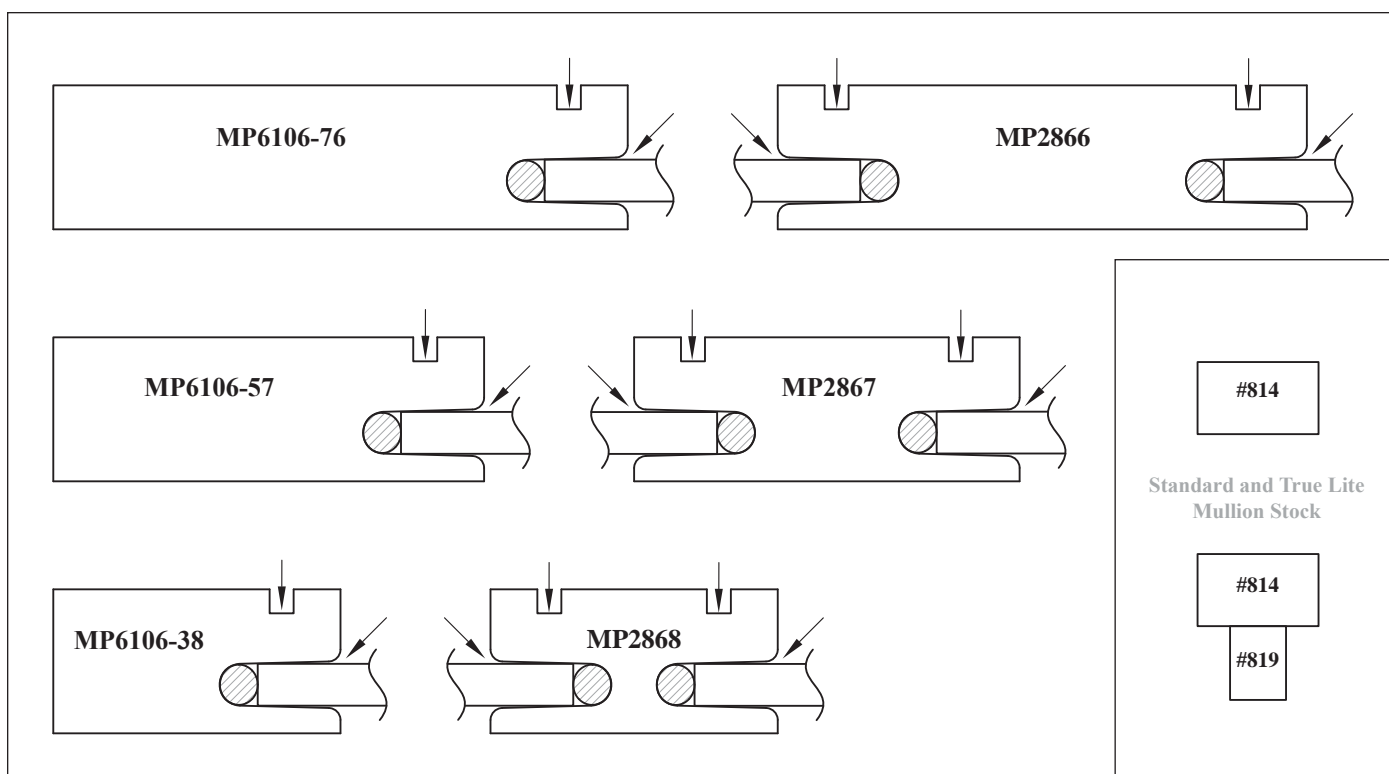 MP6106-76
MP2866
MP6106-57
MP2867
#814
Standard and True Lite
Mullion Stock
#814
#819
MP6106-38
MP2868